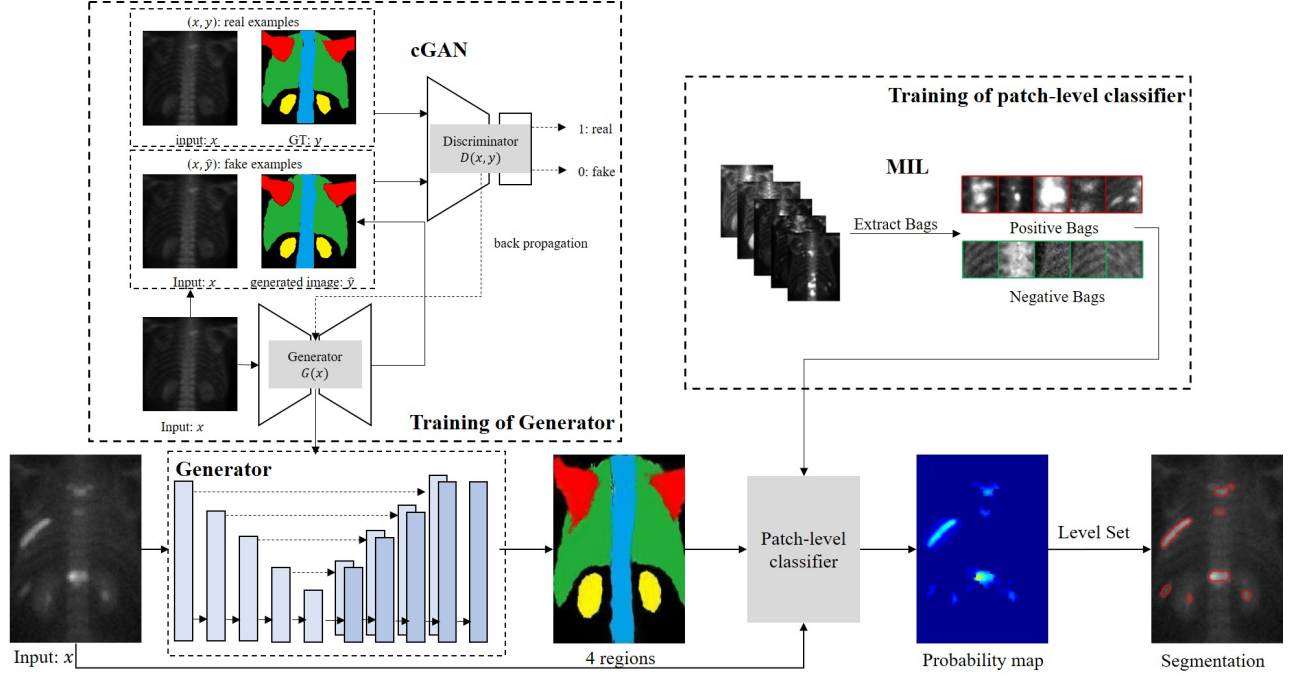 (x, y): real examples
cGAN
input: x
GT: y
Discriminator
D(x, y)
1: real
0: fake
(x, ŷ): fake examples
Input: x
generated image: ŷ
back propagation
Generator
G(x)
Input: x
Training of Generator
Training of patch-level classifier
MIL
Extract Bags
Positive Bags
Negative Bags
Generator
Input: x
4 regions
Patch-level
classifier
Probability map
Level Set
Segmentation